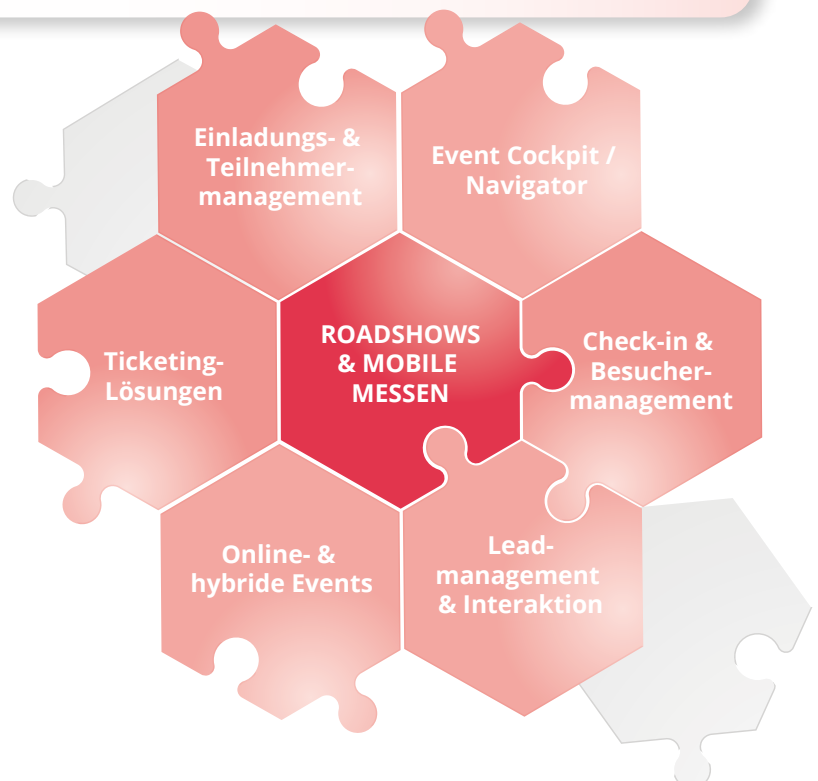 Einladungs- &
Teilnehmer-
management
Event Cockpit /
Navigator
Ticketing-
Lösungen
ROADSHOWS
& MOBILE
MESSEN
Check-in &
Besucher-
management
Online- &
hybride Events
Lead-
management
& Interaktion